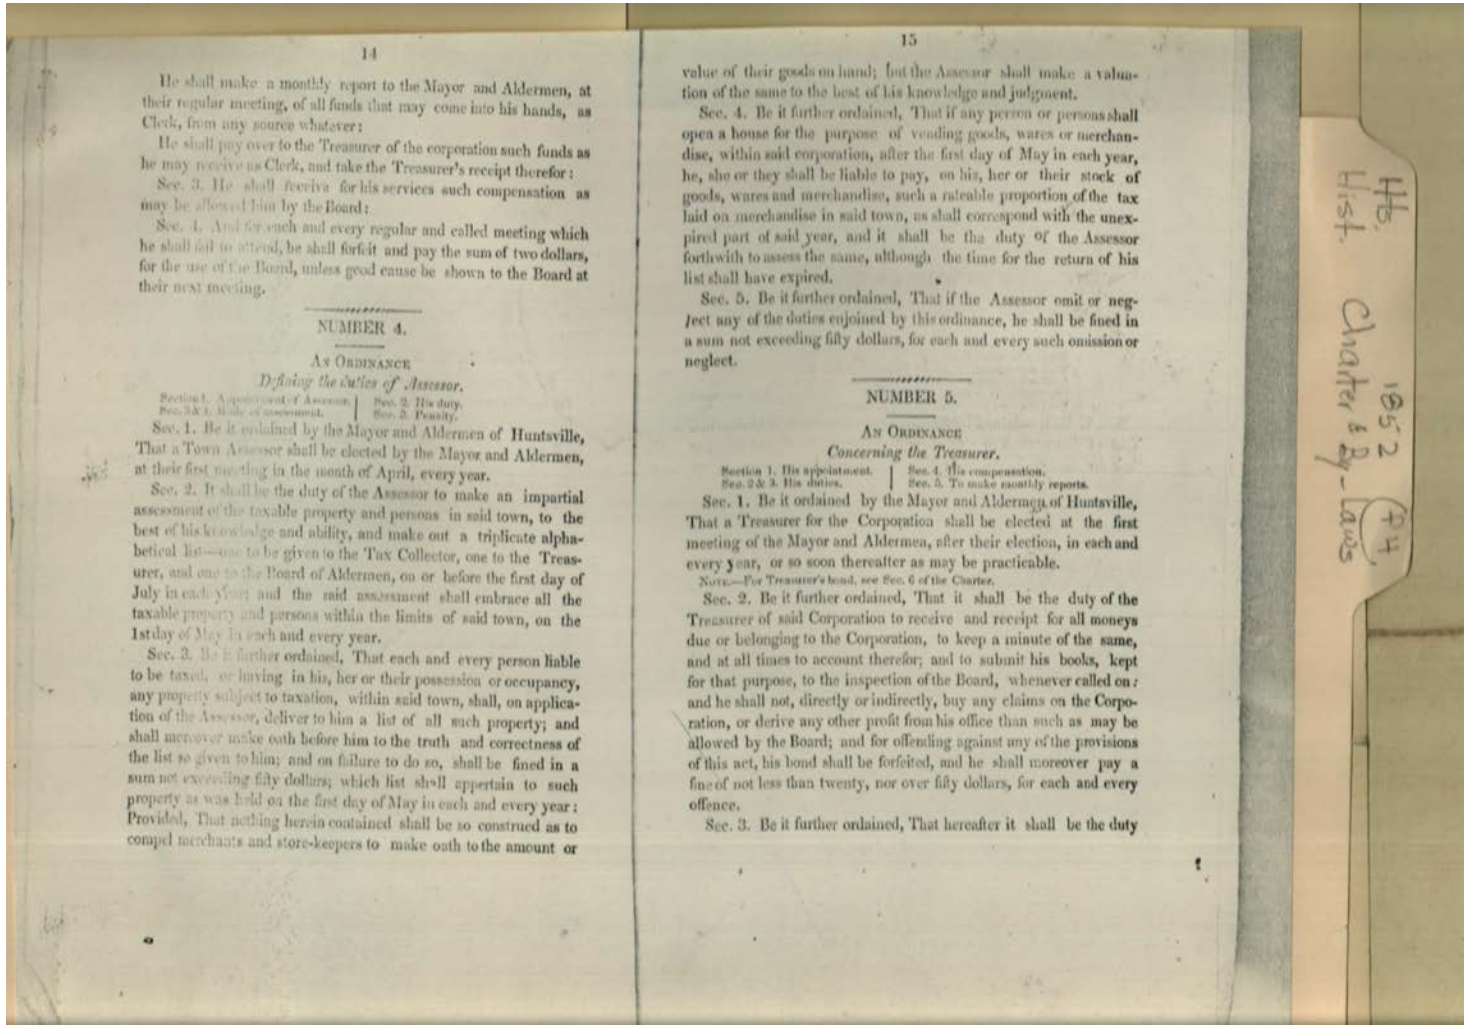 14
He shall make a monthly report to the Mayor and Aldermen, at
their regular meeting, of all funds that may come into his hands, as
Clerk, from any source whatever:
He shall pay over to the Treasurer of the corporation such funds as
he may receive as Clerk, and take the Treasurer's receipt therefor:
Sec. 3. He shall receive for his services such compensation as
may be allowed him by the Board:
Sec. 4. And for each and every regular and called meeting which
he shall fail to attend, he shall forfeit and pay the sum of two dollars,
for the use of the Board, unless good cause be shown to the Board at
their next meeting.
NUMBER 4.
AN ORDINANCE
Defining the duties of Assessor.
Section 1. Appointment of Assessor. | Sec. 2. His duty.
Sec. 3 & 4. Mode of assessment. | Sec. 5. Penalty.
Sec. 1. Be it ordained by the Mayor and Aldermen of Huntsville,
That a Town Assessor shall be elected by the Mayor and Aldermen,
at their first meeting in the month of April, every year.
Sec. 2. It shall be the duty of the Assessor to make an impartial
assessment of the taxable property and persons in said town, to the
best of his knowledge and ability, and make out a triplicate alpha-
betical list—one to be given to the Tax Collector, one to the Treas-
urer, and one to the Board of Aldermen, on or before the first day of
July in each year; and the said assessment shall embrace all the
taxable property and persons within the limits of said town, on the
1st day of May in each and every year.
Sec. 3. Be it further ordained, That each and every person liable
to be taxed, or having in his, her or their possession or occupancy,
any property subject to taxation, within said town, shall, on applica-
tion of the Assessor, deliver to him a list of all such property; and
shall moreover make oath before him to the truth and correctness of
the list so given to him; and on failure to do so, shall be fined in a
sum not exceeding fifty dollars; which list shall appertain to such
property as was held on the first day of May in each and every year:
Provided, That nothing herein contained shall be so construed as to
compel merchants and store-keepers to make oath to the amount or
15
value of their goods on hand; but the Assessor shall make a valua-
tion of the same to the best of his knowledge and judgment.
Sec. 4. Be it further ordained, That if any person or persons shall
open a house for the purpose of vending goods, wares or merchan-
dise, within said corporation, after the first day of May in each year,
he, she or they shall be liable to pay, on his, her or their stock of
goods, wares and merchandise, such a rateable proportion of the tax
laid on merchandise in said town, as shall correspond with the unex-
pired part of said year, and it shall be the duty of the Assessor
forthwith to assess the same, although the time for the return of his
list shall have expired.
Sec. 5. Be it further ordained, That if the Assessor omit or neg-
lect any of the duties enjoined by this ordinance, he shall be fined in
a sum not exceeding fifty dollars, for each and every such omission or
neglect.
NUMBER 5.
AN ORDINANCE
Concerning the Treasurer.
Section 1. His appointment. | Sec. 4. His compensation.
Sec. 2 & 3. His duties. | Sec. 5. To make monthly reports.
Sec. 1. Be it ordained by the Mayor and Aldermen of Huntsville,
That a Treasurer for the Corporation shall be elected at the first
meeting of the Mayor and Aldermen, after their election, in each and
every year, or so soon thereafter as may be practicable.
NOTE.—For Treasurer's bond, see Sec. 6 of the Charter.
Sec. 2. Be it further ordained, That it shall be the duty of the
Treasurer of said Corporation to receive and receipt for all moneys
due or belonging to the Corporation, to keep a minute of the same,
and at all times to account therefor; and to submit his books, kept
for that purpose, to the inspection of the Board, whenever called on:
and he shall not, directly or indirectly, buy any claims on the Corpo-
ration, or derive any other profit from his office than such as may be
allowed by the Board; and for offending against any of the provisions
of this act, his bond shall be forfeited, and he shall moreover pay a
fine of not less than twenty, nor over fifty dollars, for each and every
offence.
Sec. 3. Be it further ordained, That hereafter it shall be the duty
Hist. Charter & By-Laws
1852